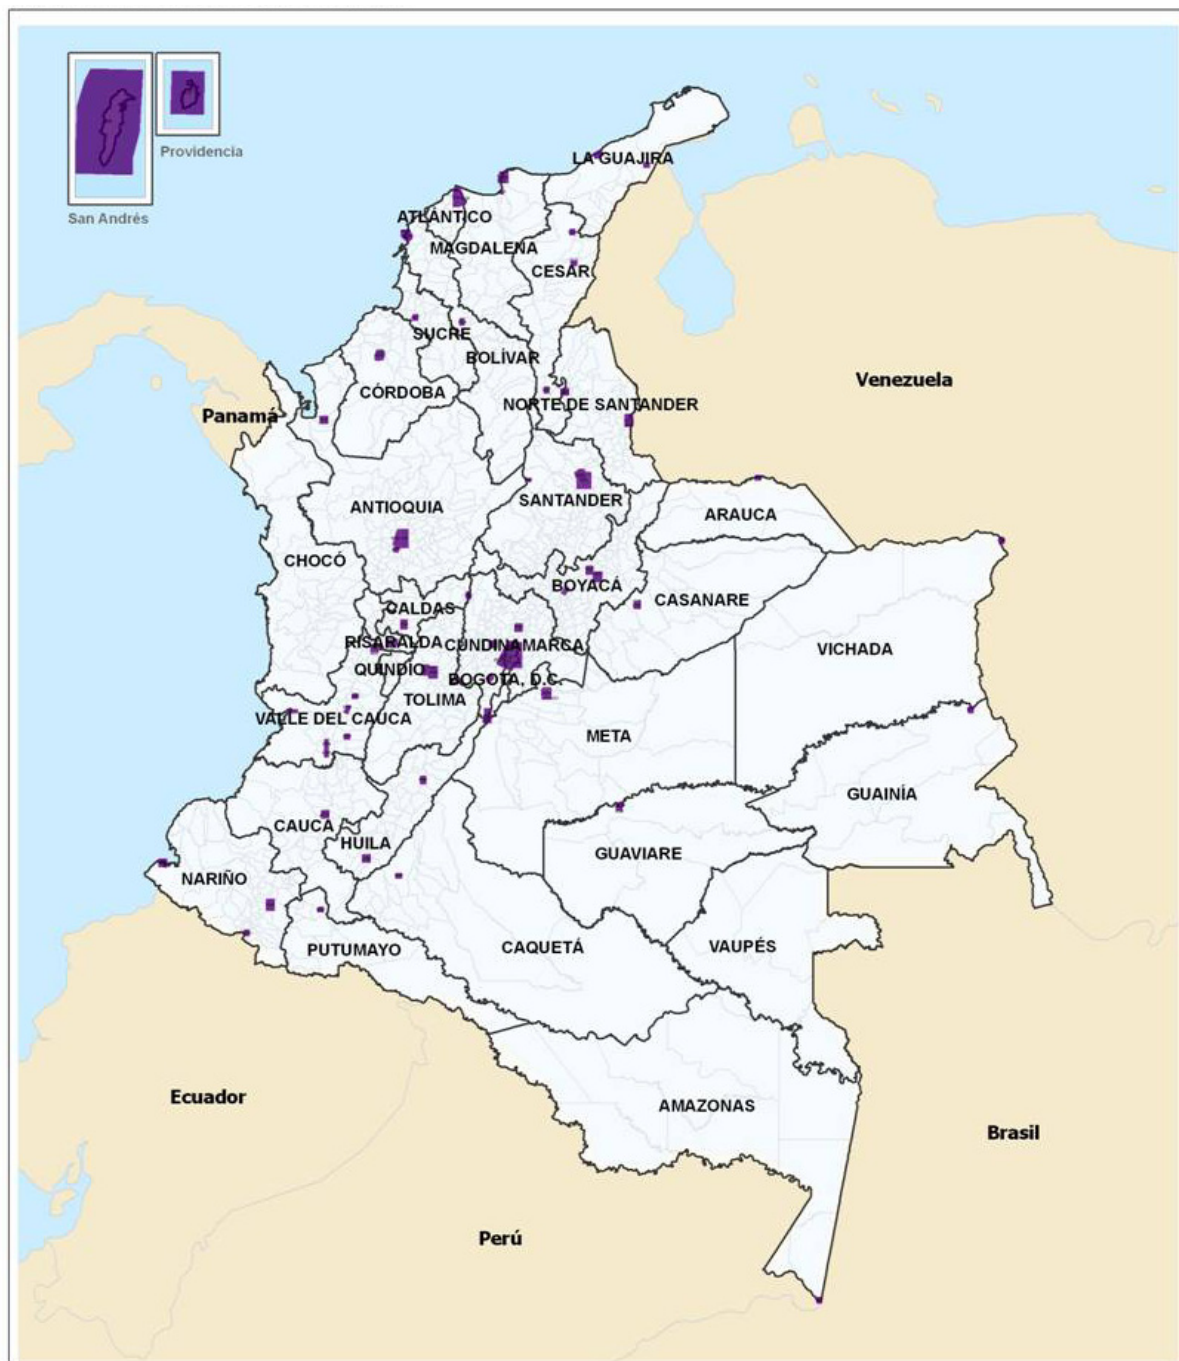 Providencia
San Andrés
LA GUAJIRA
ATLÁNTICO
MAGDALENA
CESAR
SUCRE
BOLÍVAR
CÓRDOBA
NORTE DE SANTANDER
Panamá
Venezuela
ANTIOQUIA
SANTANDER
ARAUCA
CHOCÓ
BOYACÁ
CASANARE
CALDAS
RISARALDA
CUNDINAMARCA
VICHADA
QUINDÍO
BOGOTÁ, D.C.
TOLIMA
VALLE DEL CAUCA
META
GUAINÍA
CAUCA
HUILA
GUAVIARE
NARIÑO
PUTUMAYO
CAQUETÁ
VAUPÉS
Ecuador
AMAZONAS
Brasil
Perú